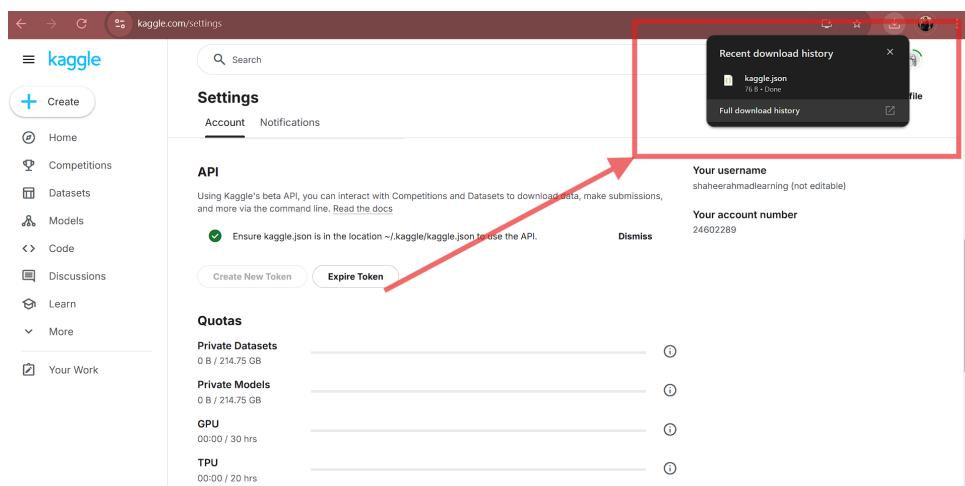 kaggle.com/settings
kaggle
Search
Recent download history
kaggle.json
76 B • Done
Full download history
file
Create
Settings
Account Notifications
Home
Competitions
Datasets
Models
Code
Discussions
Learn
More
Your Work
API
Using Kaggle's beta API, you can interact with Competitions and Datasets to download data, make submissions,
and more via the command line. Read the docs
Ensure kaggle.json is in the location ~/.kaggle/kaggle.json to use the API. Dismiss
Create New Token Expire Token
Your username
shaheerahmadlearning (not editable)
Your account number
24602289
Quotas
Private Datasets
0 B / 214.75 GB
Private Models
0 B / 214.75 GB
GPU
00:00 / 30 hrs
TPU
00:00 / 20 hrs